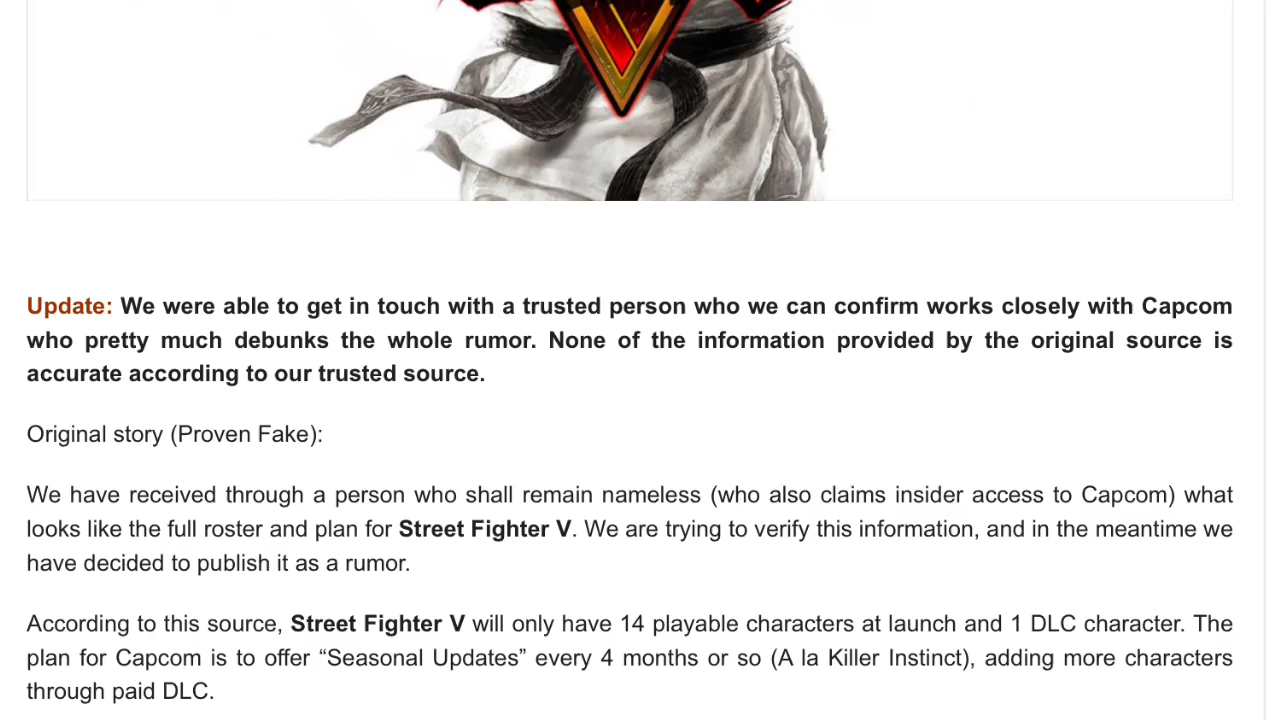 Update: We were able to get in touch with a trusted person who we can confirm works closely with Capcom
who pretty much debunks the whole rumor. None of the information provided by the original source is
accurate according to our trusted source.
Original story (Proven Fake):
We have received through a person who shall remain nameless (who also claims insider access to Capcom) what
looks like the full roster and plan for Street Fighter V. We are trying to verify this information, and in the meantime we
have decided to publish it as a rumor.
According to this source, Street Fighter V will only have 14 playable characters at launch and 1 DLC character. The
plan for Capcom is to offer “Seasonal Updates” every 4 months or so (A la Killer Instinct), adding more characters
through paid DLC.